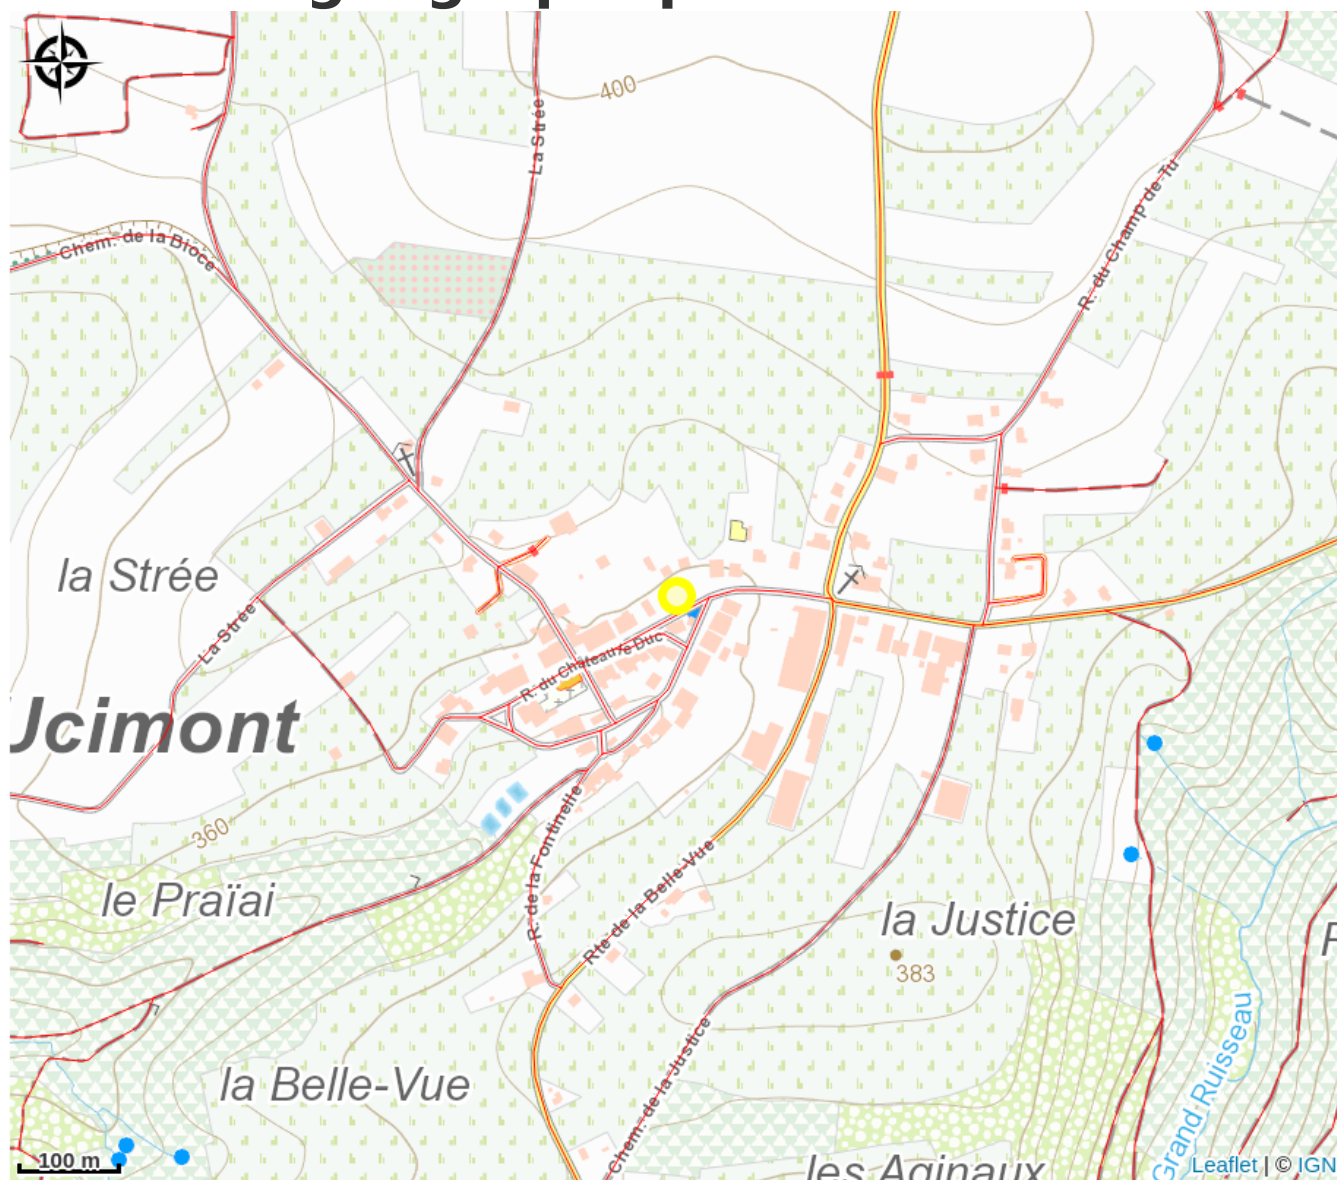 400
La Strée
Chem. de la Bioce
R. du Champ de Tu
la Strée
La Strée
R. du Château le Duc
Ucimont
360
R. de la Fontinelle
le Praïai
Rte de la Belle-Vue
la Justice
383
la Belle-Vue
Chem. de la Justice
Grand Ruisseau
les Aginaux
100 m
Leaflet | © IGN